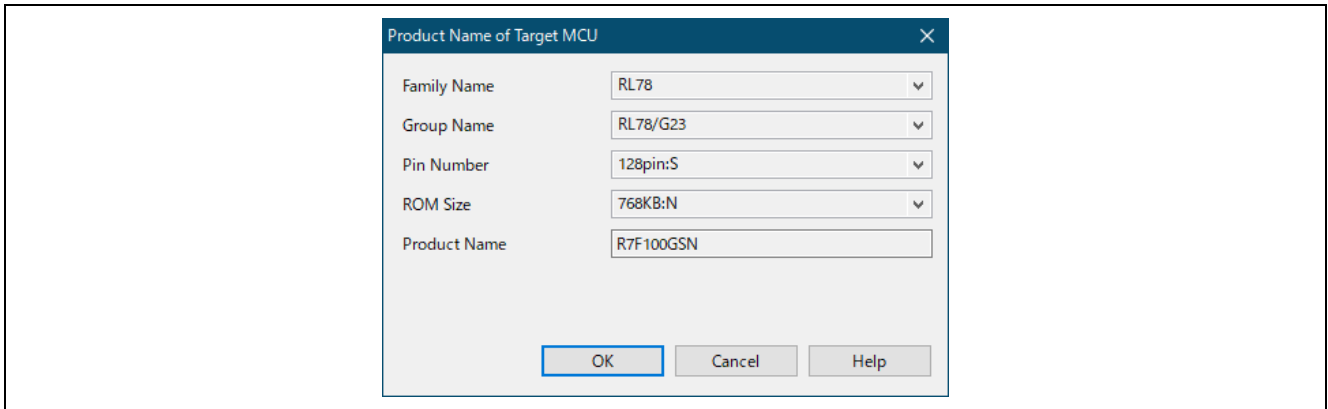 Product Name of Target MCU
Family Name RL78
Group Name RL78/G23
Pin Number 128pin:S
ROM Size 768KB:N
Product Name R7F100GSN
OK Cancel Help